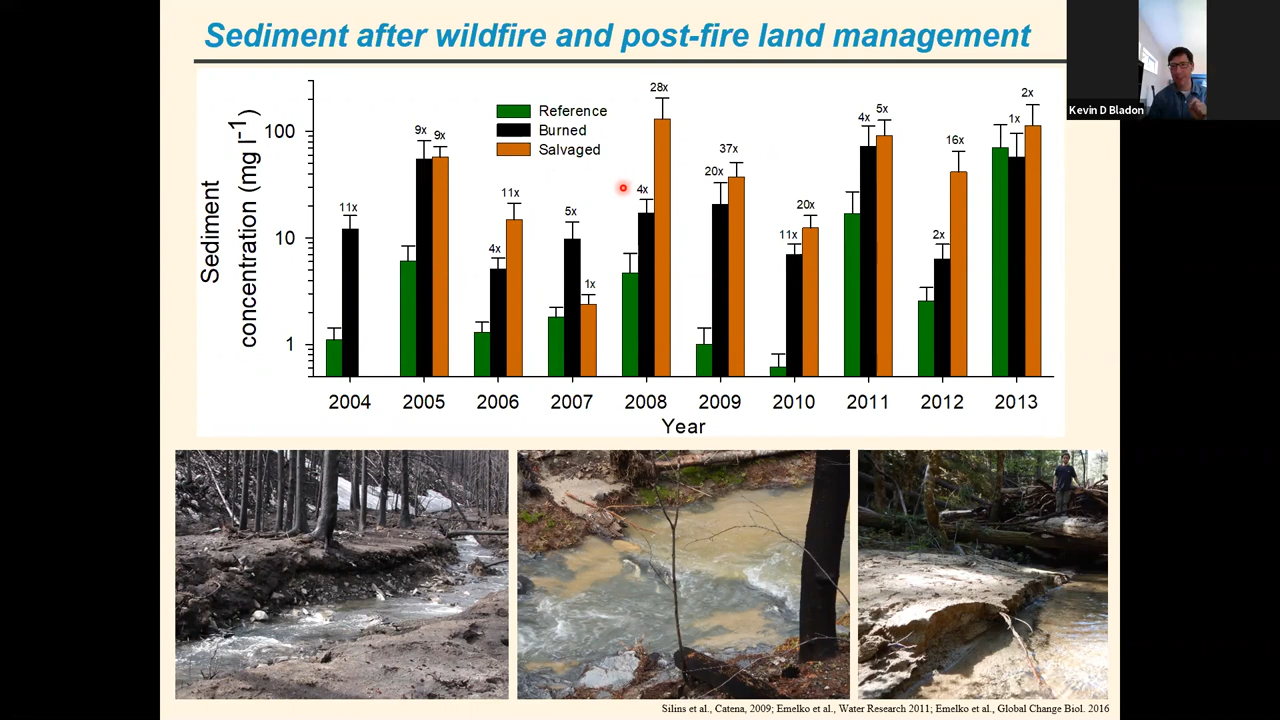 Sediment after wildfire and post-fire land management
Kevin D Bladon
Sediment
concentration (mg l-1)
100
10
1
Reference
Burned
Salvaged
11x
9x
9x
4x
11x
5x
1x
4x
28x
20x
37x
11x
20x
4x
5x
2x
16x
1x
2x
2004 2005 2006 2007 2008 2009 2010 2011 2012 2013
Year
Silins et al., Catena, 2009; Emelko et al., Water Research 2011; Emelko et al., Global Change Biol. 2016